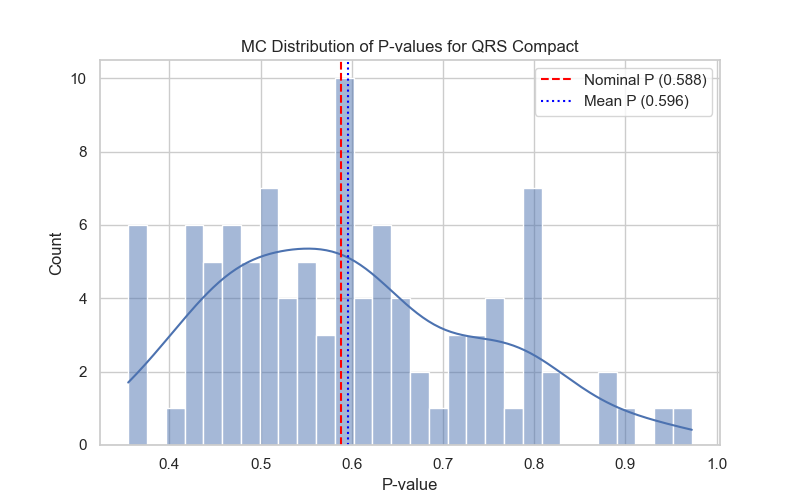 MC Distribution of P-values for QRS Compact
Nominal P (0.588)
Mean P (0.596)
10
8
6
4
2
0
Count
0.4 0.5 0.6 0.7 0.8 0.9 1.0
P-value